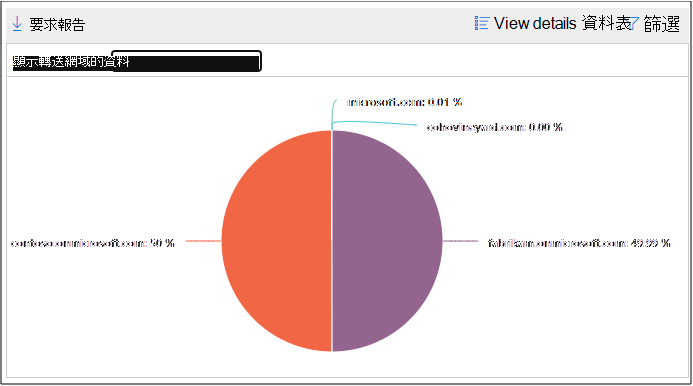 要求報告
View details 資料表
篩選
顯示轉送網域的資料
microsoft.com: 0.01 %
cohovineyard.com: 0.00 %
contoso.onmicrosoft.com: 50 %
fabrikam.onmicrosoft.com: 49.99 %